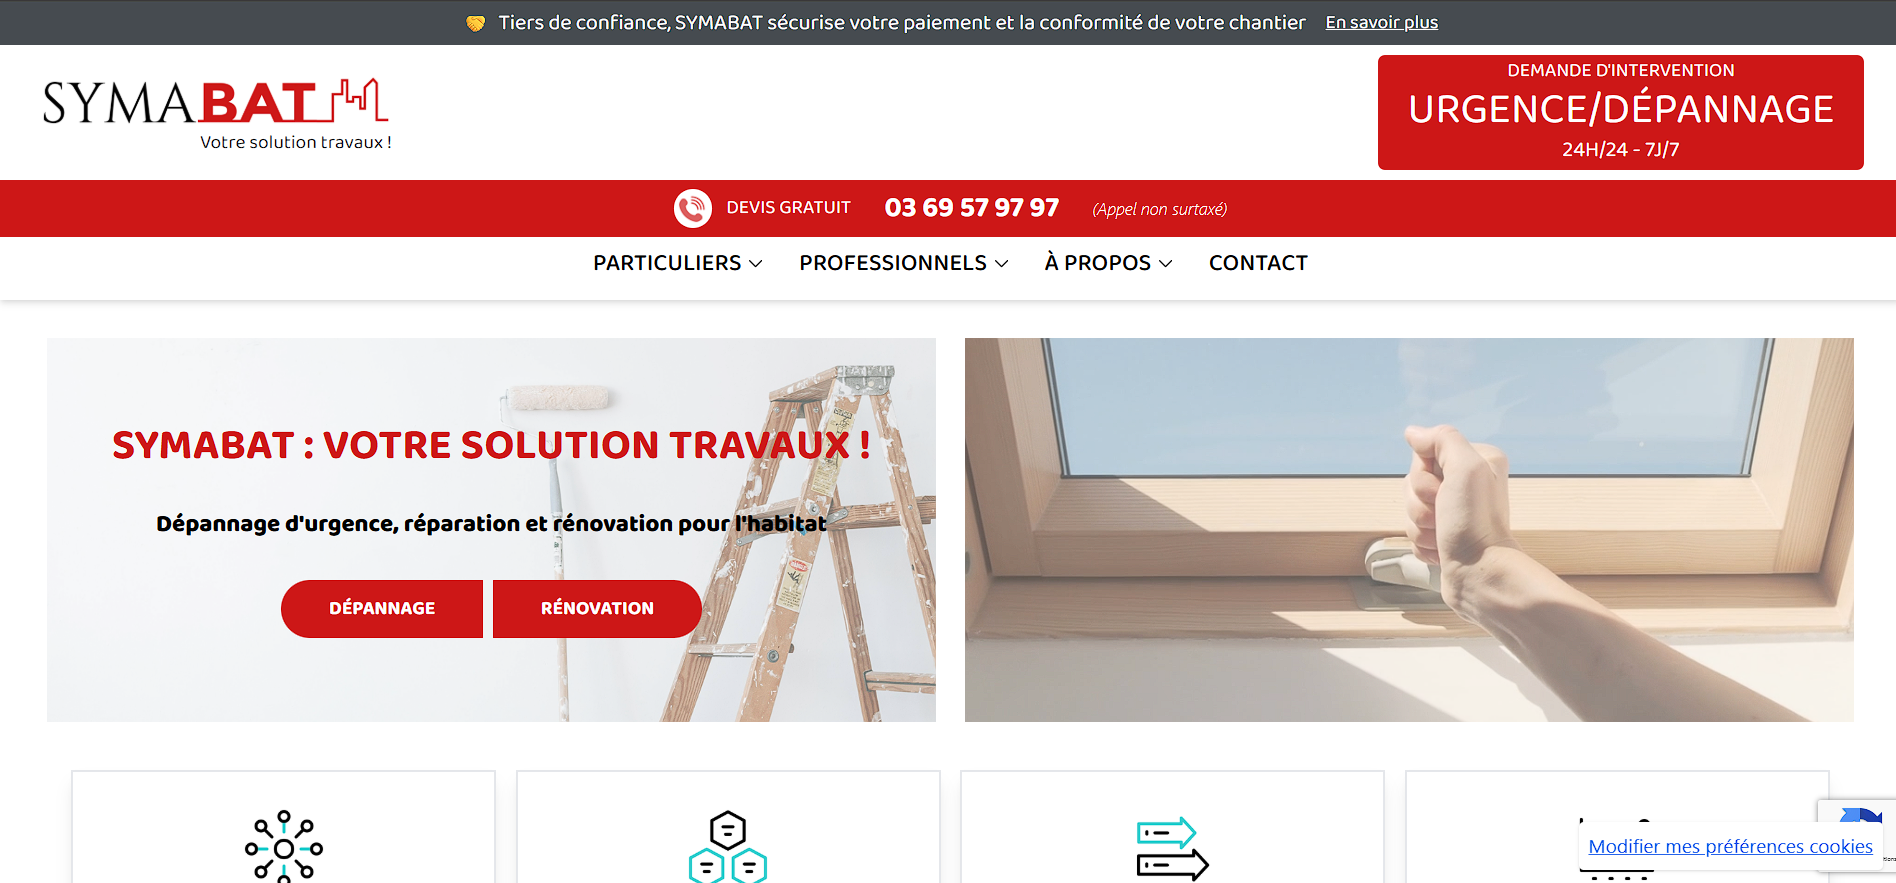 🤝 Tiers de confiance, SYMABAT sécurise votre paiement et la conformité de votre chantier En savoir plus
SYMABAT
Votre solution travaux !
DEMANDE D'INTERVENTION
URGENCE/DÉPANNAGE
24H/24 - 7J/7
DEVIS GRATUIT 03 69 57 97 97 (Appel non surtaxé)
PARTICULIERS PROFESSIONNELS À PROPOS CONTACT
SYMABAT : VOTRE SOLUTION TRAVAUX !
Dépannage d'urgence, réparation et rénovation pour l'habitat
DÉPANNAGE RÉNOVATION
Modifier mes préférences cookies